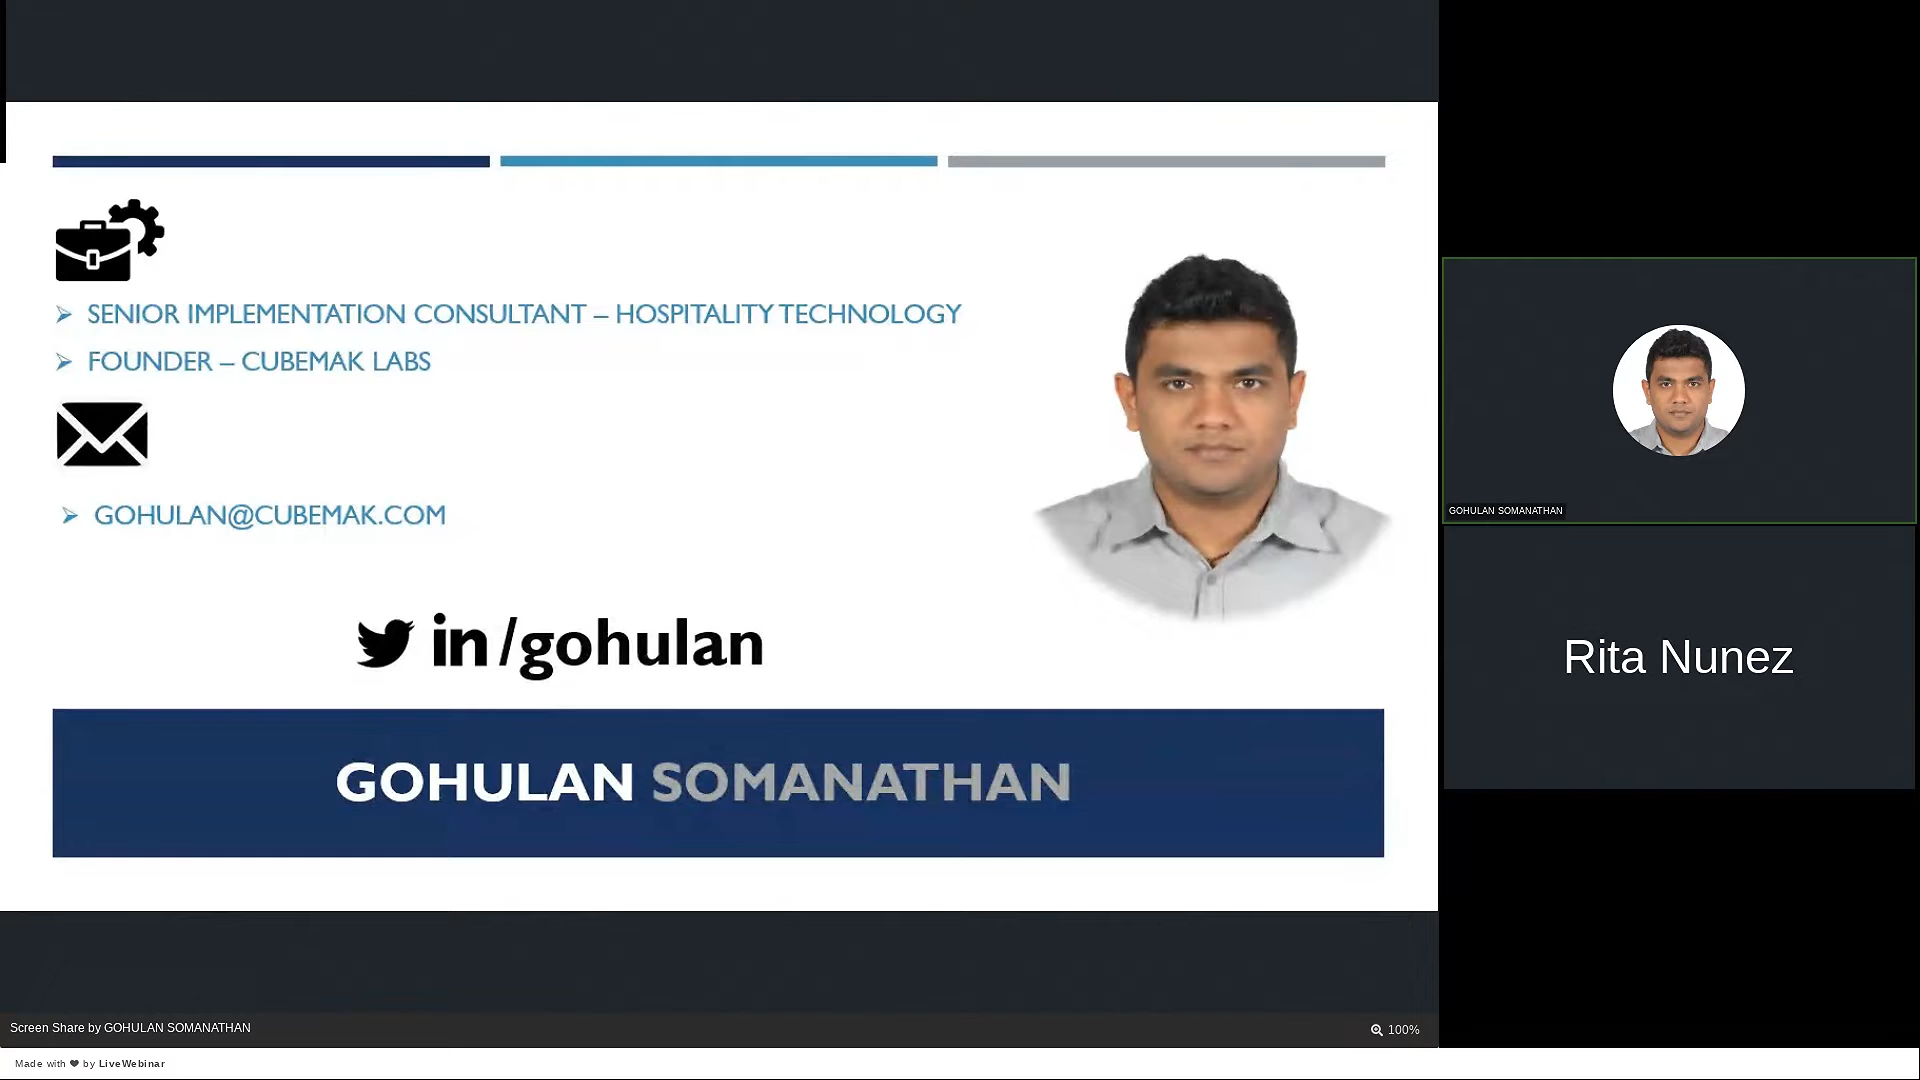 SENIOR IMPLEMENTATION CONSULTANT – HOSPITALITY TECHNOLOGY
FOUNDER – CUBEMAK LABS
GOHULAN@CUBEMAK.COM
in /gohulan
GOHULAN SOMANATHAN
GOHULAN SOMANATHAN
Rita Nunez
Screen Share by GOHULAN SOMANATHAN
100%
Made with ❤ by LiveWebinar